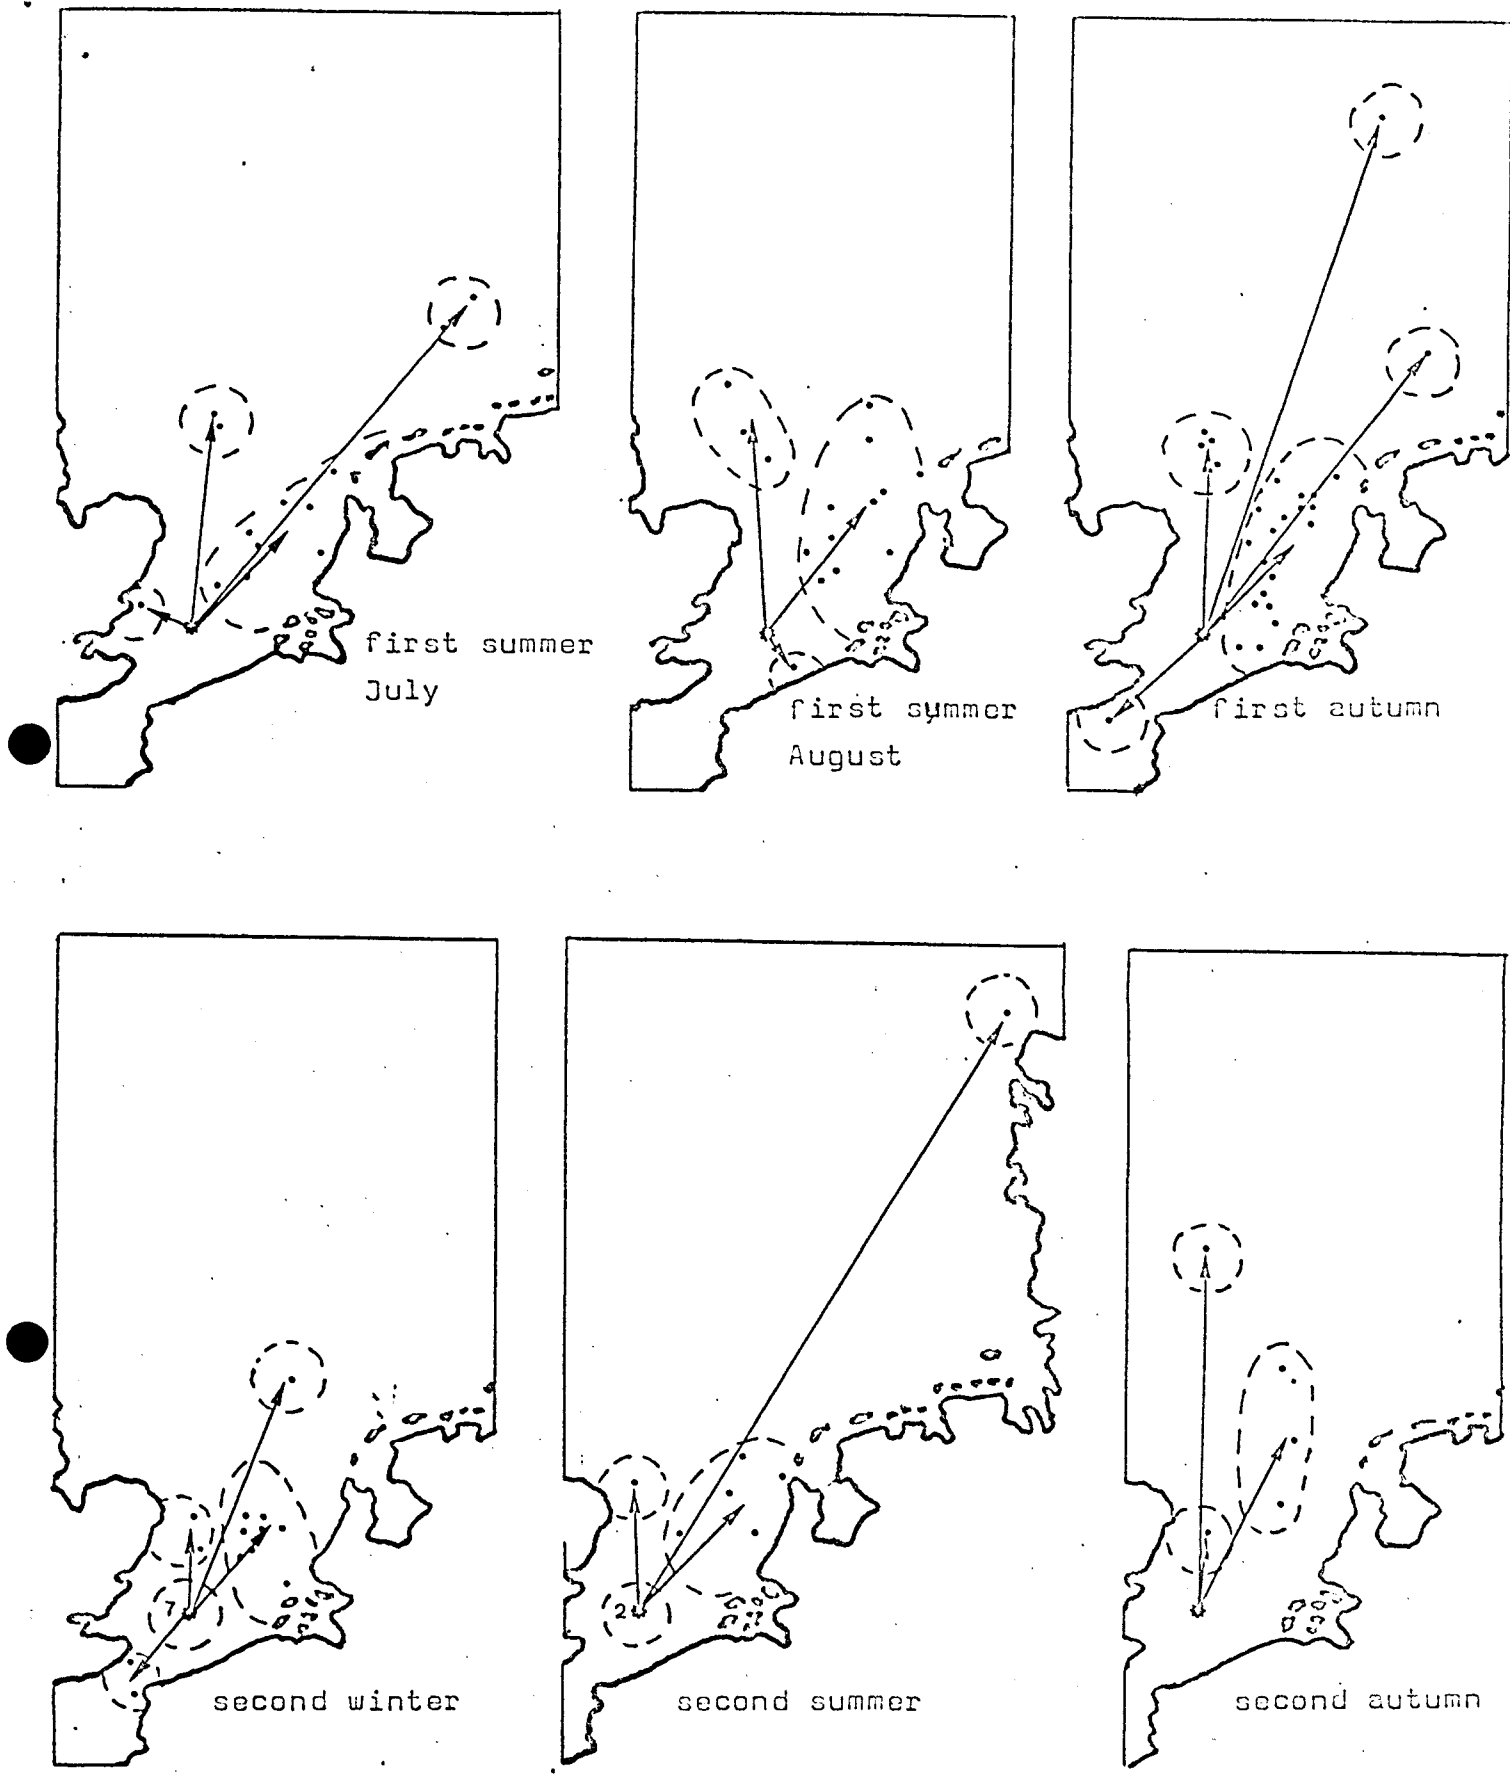 first summer
July
first summer
August
first autumn
7
2
second winter
second summer
second autumn